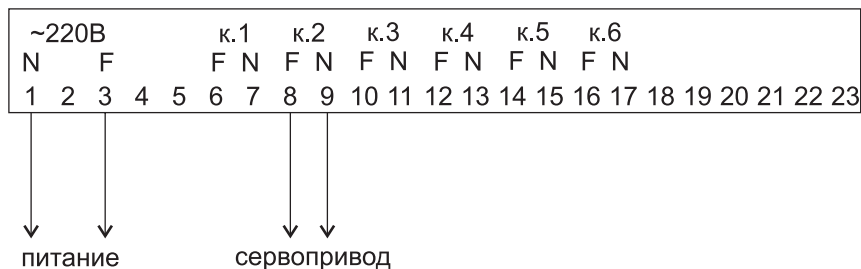 ~220В к.1 к.2 к.3 к.4 к.5 к.6
N F F N F N F N F N F N F N
1 2 3 4 5 6 7 8 9 10 11 12 13 14 15 16 17 18 19 20 21 22 23
питание сервопривод